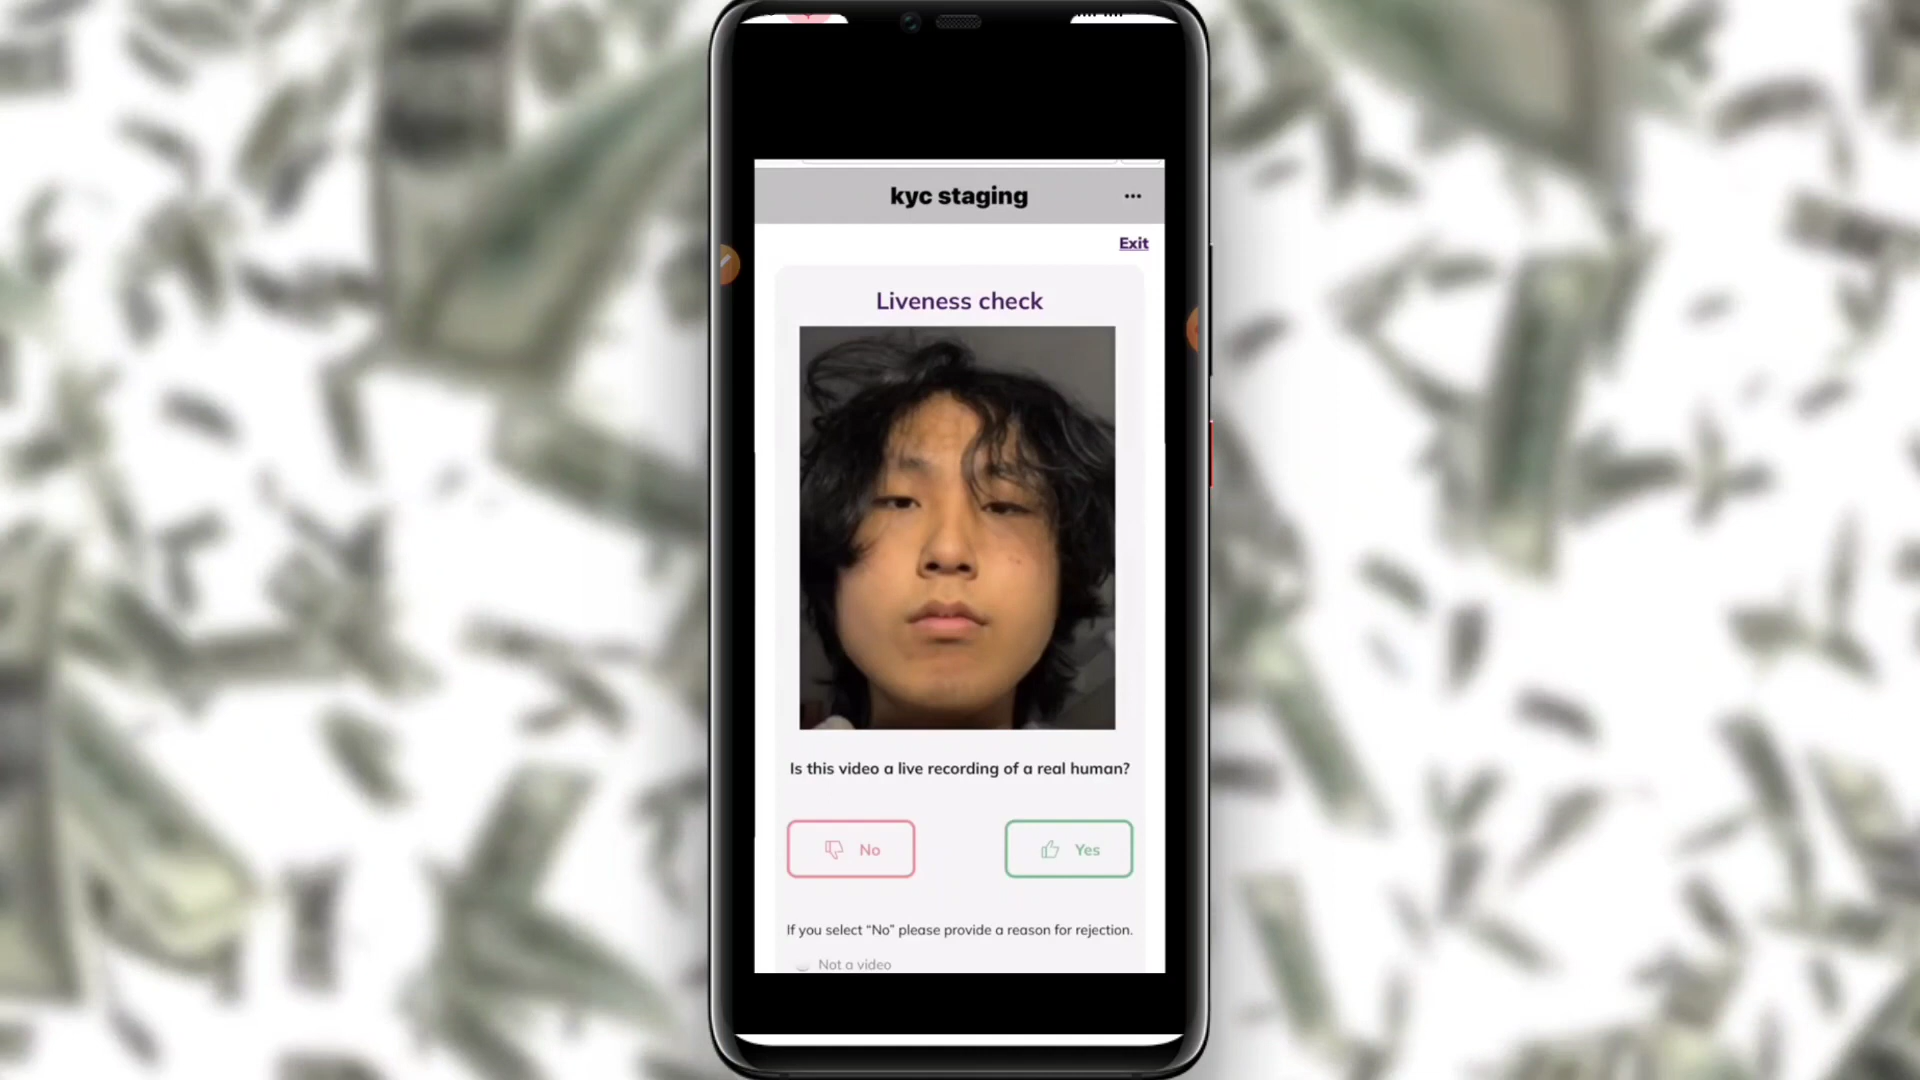 kyc staging
Exit
Liveness check
Is this video a live recording of a real human?
No
Yes
If you select “No” please provide a reason for rejection.
Not a video